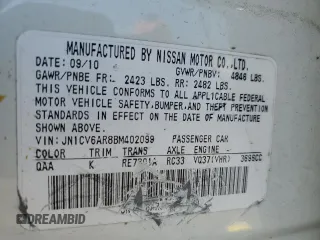 MANUFACTURED BY NISSAN MOTOR CO.,LTD.
DATE: 09/10 GVWR/PNBV: 4846 LBS.
GAWR/PNBE FR: 2423 LBS. RR: 2482 LBS.
THIS VEHICLE CONFORMS TO ALL APPLICABLE FEDERAL
MOTOR VEHICLE SAFETY,BUMPER,AND THEFT PREVENTION
STANDARDS IN EFFECT ON THE DATE OF MANUFACTURE
SHOWN ABOVE.
VIN: JN1CV6AR8BM402099 PASSENGER CAR
COLOR TRIM TRANS AXLE ENGINE
QAA K RC33 VQ37(VHR) 3696CC
CARANDBID